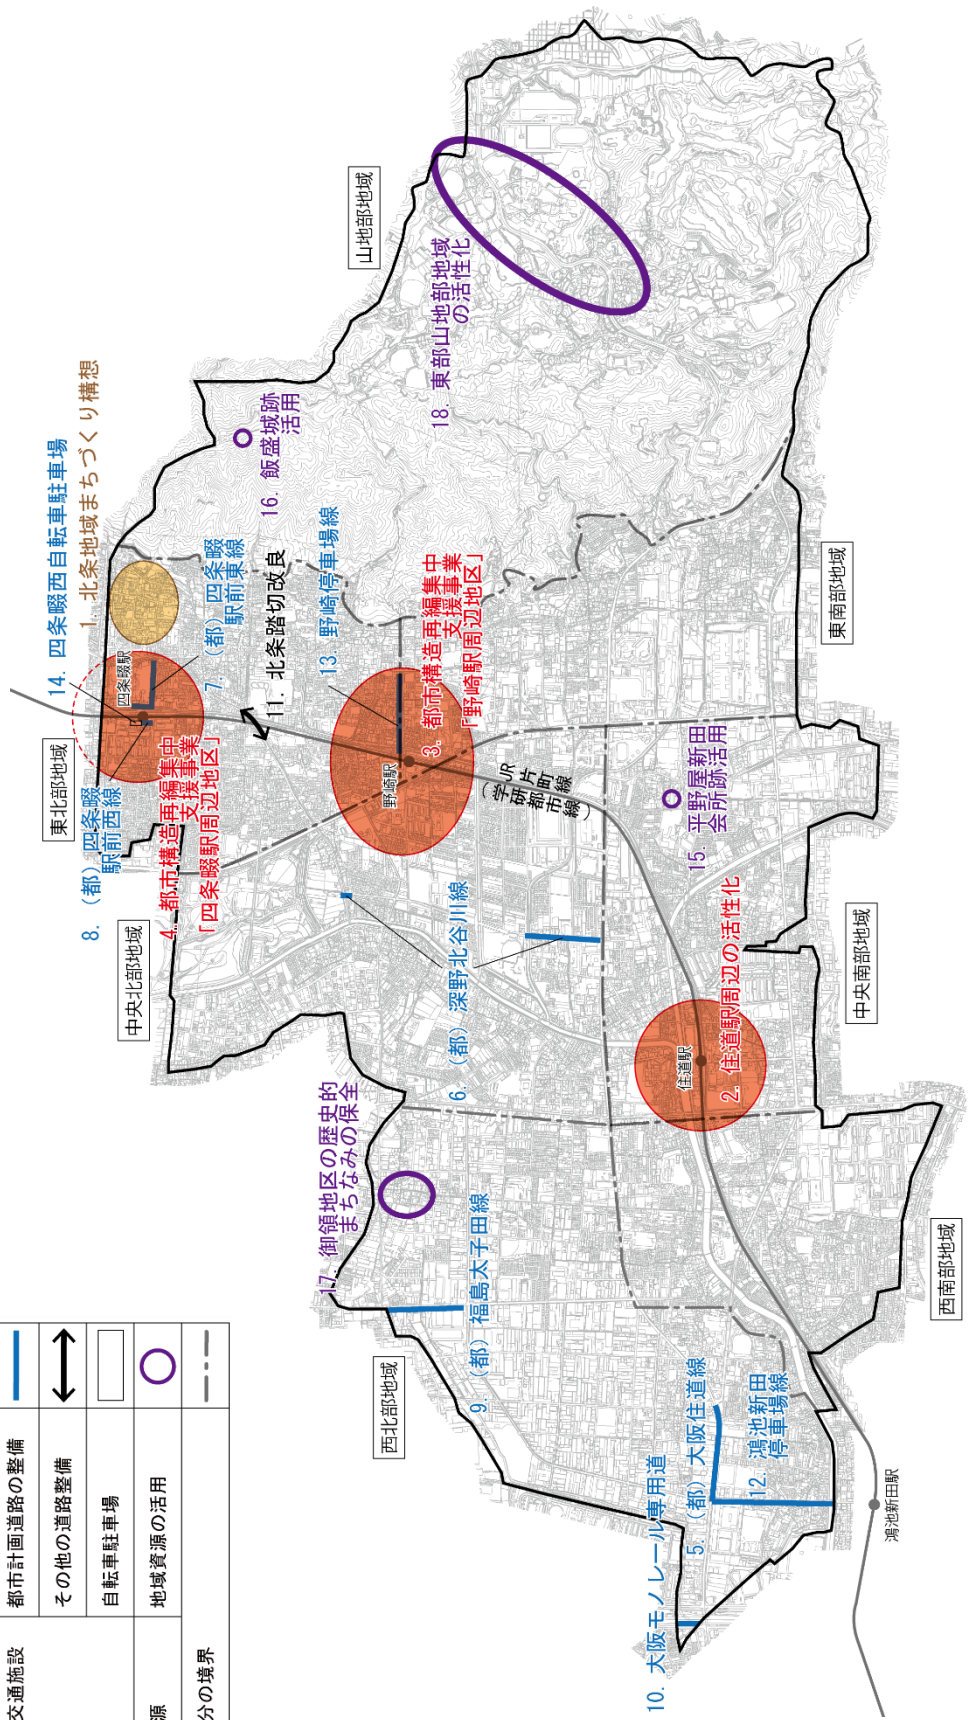 山地部地域
18. 東部山地部地域
の活性化
1. 北条地域まちづくり構想
14. 四条畷西自転車駐車場
16. 飯盛城跡
活用
7. (都) 四条畷
駅前東線
11. 北条踏切改良
13. 野崎停車場線
3. 都市構造再編集中
支援事業
「野崎駅周辺地区」
東南部地域
四条畷駅
東北部地域
8. (都) 四条畷
駅前西線
4. 都市構造再編集中
支援事業
「四条畷駅周辺地区」
野崎駅
JR
片町線
(学研都市線)
15. 平野屋新田
会所跡活用
中央北部地域
6. (都) 深野北谷川線
2. 住道駅周辺の活性化
住道駅
中央南部地域
17. 御領地区の歴史的
まちなみの保全
9. (都) 福島太子田線
西北部地域
西南部地域
5. (都) 大阪住道線
12. 鴻池新田
停車場線
10. 大阪モノレール専用道
鴻池新田駅
交通施設
都市計画道路の整備
その他の道路整備
自転車駐車場
源
地域資源の活用
分の境界